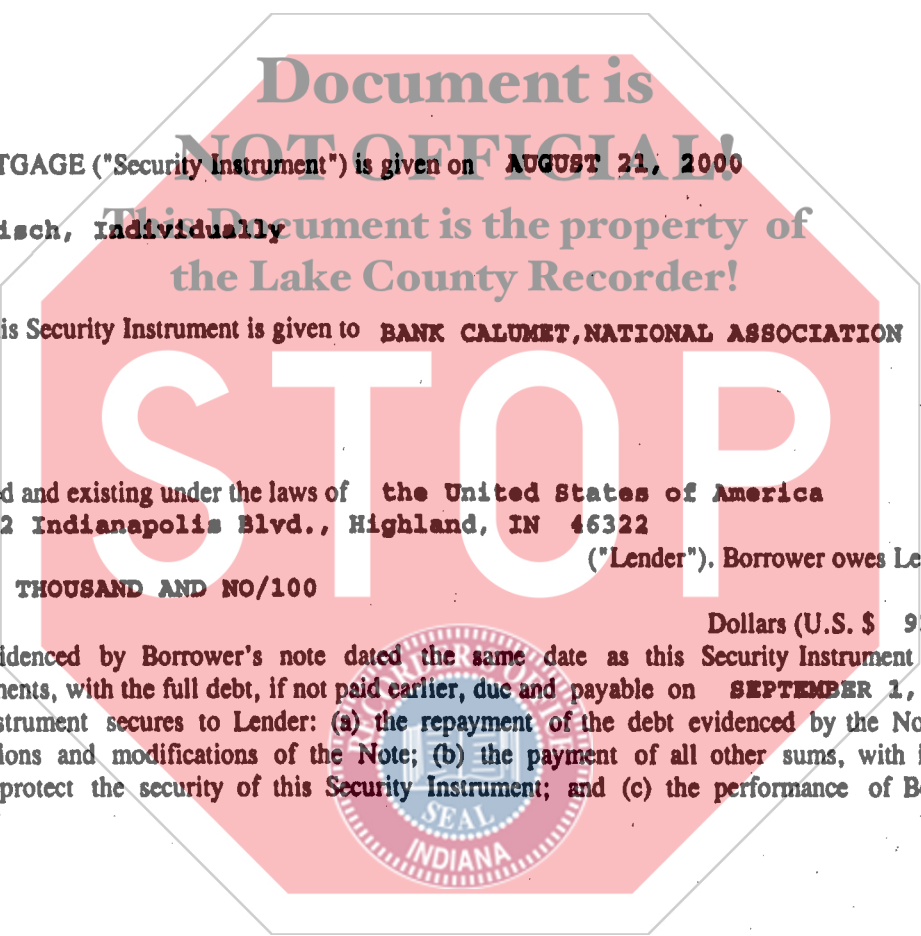 Document is
NOT OFFICIAL!
TGAGE ("Security Instrument") is given on AUGUST 21, 2000
This Document is the property of
isch, Individually
the Lake County Recorder!
is Security Instrument is given to BANK CALUMET,NATIONAL ASSOCIATION
STOP
d and existing under the laws of the United States of America
2 Indianapolis Blvd., Highland, IN 46322
("Lender"). Borrower owes Le
THOUSAND AND NO/100
Dollars (U.S. $ 9
idenced by Borrower's note dated the same date as this Security Instrument
nents, with the full debt, if not paid earlier, due and payable on SEPTEMBER 1,
strument secures to Lender: (a) the repayment of the debt evidenced by the No
ions and modifications of the Note; (b) the payment of all other sums, with i
protect the security of this Security Instrument; and (c) the performance of B
SEAL
INDIANA